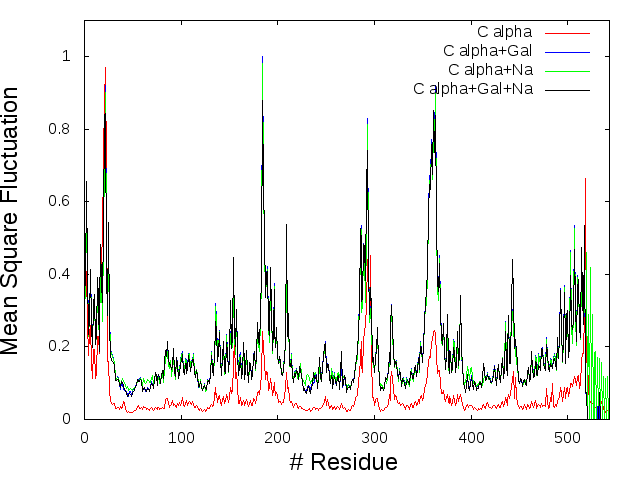 C alpha
C alpha+Gal
C alpha+Na
C alpha+Gal+Na
Mean Square Fluctuation
1
0.8
0.6
0.4
0.2
0
0 100 200 300 400 500
# Residue